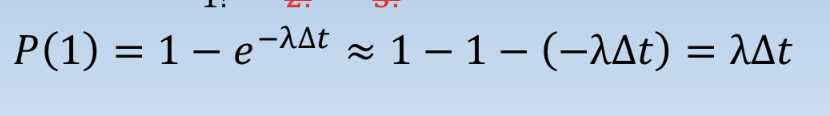 P(1) = 1 − e^{−λΔt} ≈ 1 − 1 − (−λΔt) = λΔt